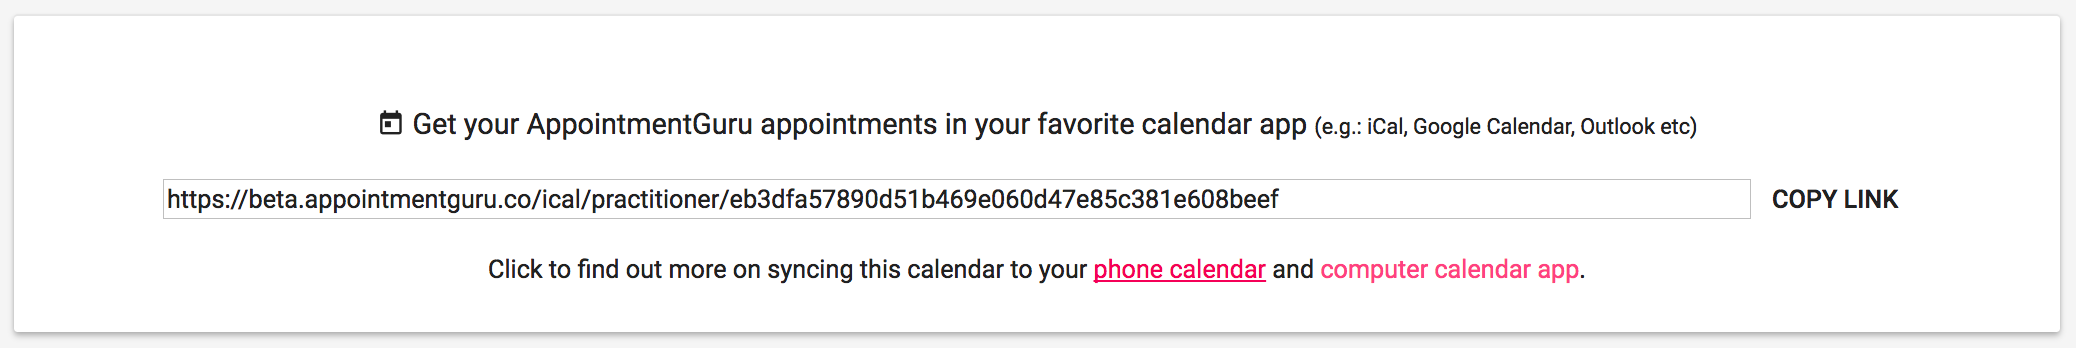 Get your AppointmentGuru appointments in your favorite calendar app (e.g.: iCal, Google Calendar, Outlook etc)
https://beta.appointmentguru.co/ical/practitioner/eb3dfa57890d51b469e060d47e85c381e608beef COPY LINK
Click to find out more on syncing this calendar to your phone calendar and computer calendar app.